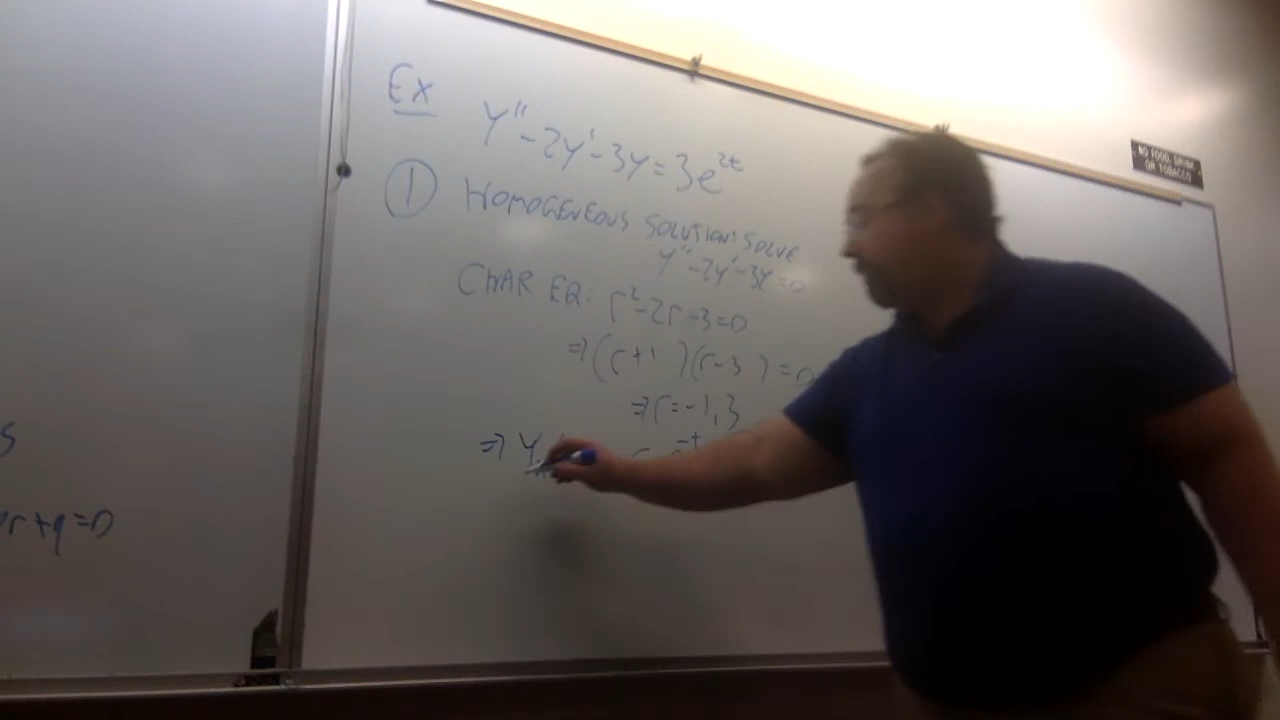 Ex y'' - 2y' - 3y = 3e^{2t}
① HOMOGENEOUS SOLUTION: SOLVE
y'' - 2y' - 3y = 0
CHAR EQ: r² - 2r - 3 = 0
⇒ (r + 1 )(r - 3 ) = 0
⇒ r = -1, 3
⇒ y
r + q = 0
NO FOOD, DRINK
OR TOBACCO